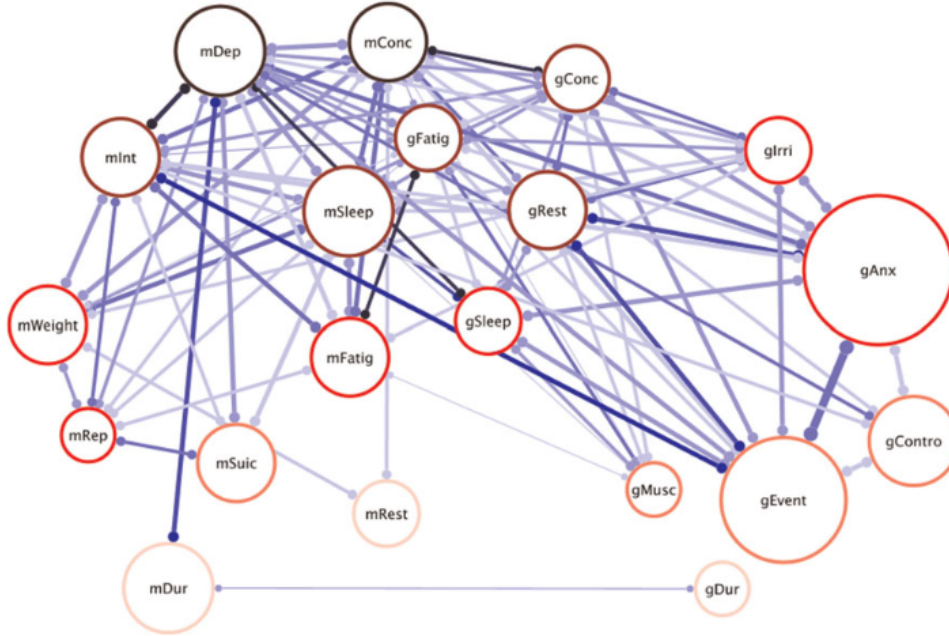 mDep
mConc
gConc
gFatig
gIrri
mInt
mSleep
gRest
gAnx
mWeight
gSleep
mFatig
mRep
mSuic
gContro
gMusc
gEvent
mRest
mDur
gDur